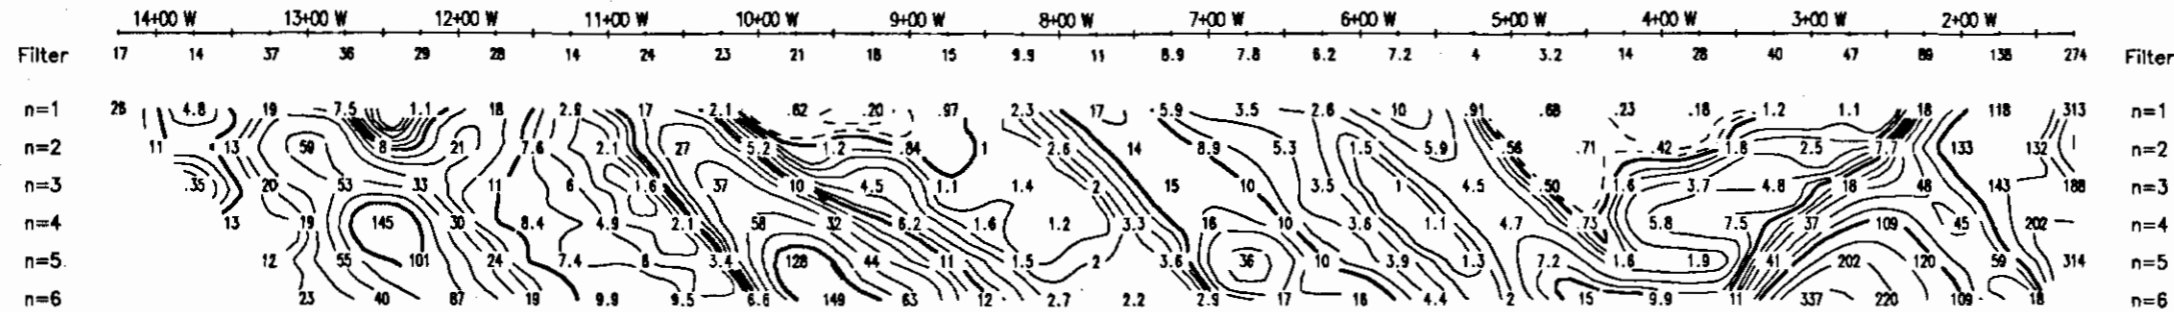 14+00 W 13+00 W 12+00 W 11+00 W 10+00 W 9+00 W 8+00 W 7+00 W 6+00 W 5+00 W 4+00 W 3+00 W 2+00 W
Filter 17 14 37 36 29 28 14 24 23 21 18 15 9.9 11 8.9 7.8 6.2 7.2 4 3.2 14 28 40 47 89 138 274 Filter
n=1 26 4.8 19 7.5 1.1 18 2.9 17 2.1 .62 .20 .97 2.3 17 5.9 3.5 2.6 10 .91 .68 .23 .18 1.2 1.1 18 118 313 n=1
n=2 11 13 59 8 21 7.6 2.1 27 5.2 1.2 .84 1 2.6 14 8.9 5.3 1.5 5.9 .56 .71 .42 1.8 2.5 7.7 133 132 n=2
n=3 .35 20 53 33 11 6 1.6 37 10 4.5 1.1 1.4 2 15 10 3.5 1 4.5 .50 1.6 3.7 4.8 18 48 143 188 n=3
n=4 13 19 145 30 8.4 4.9 2.1 58 32 6.2 1.6 1.2 3.3 16 10 3.6 1.1 4.7 .73 5.8 7.5 37 109 45 202 n=4
n=5 12 55 101 24 7.4 8 3.4 128 44 11 1.5 2 3.6 36 10 3.9 1.3 7.2 1.6 1.9 41 202 120 59 314 n=5
n=6 23 40 87 19 9.9 9.5 6.6 149 63 12 2.7 2.2 2.9 17 16 4.4 2 15 9.9 11 337 220 109 18 n=6